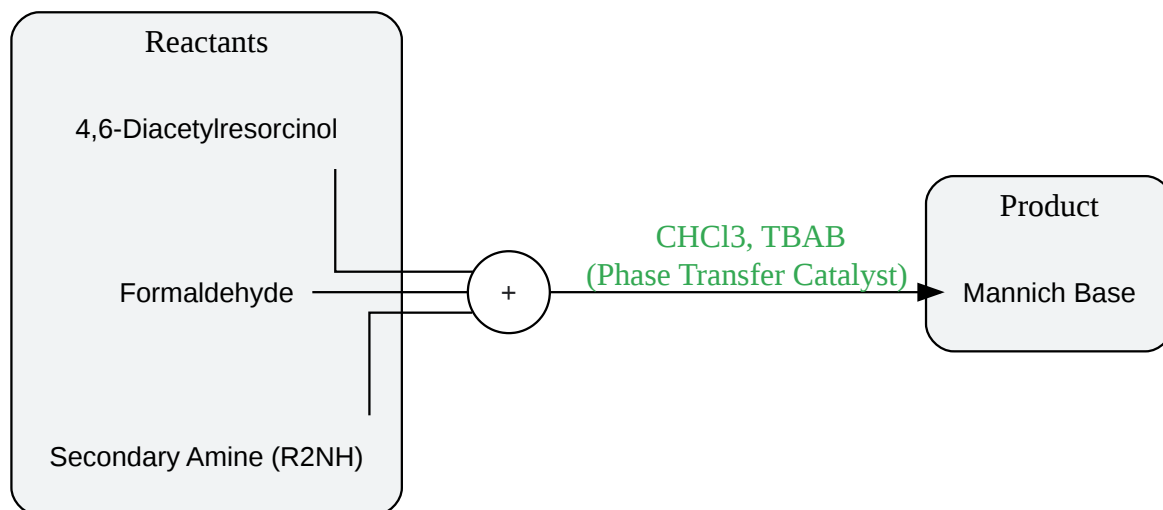 Reactants
4,6-Diacetylresorcinol
Formaldehyde
Secondary Amine (R2NH)
+
CHCl3, TBAB
(Phase Transfer Catalyst)
Product
Mannich Base